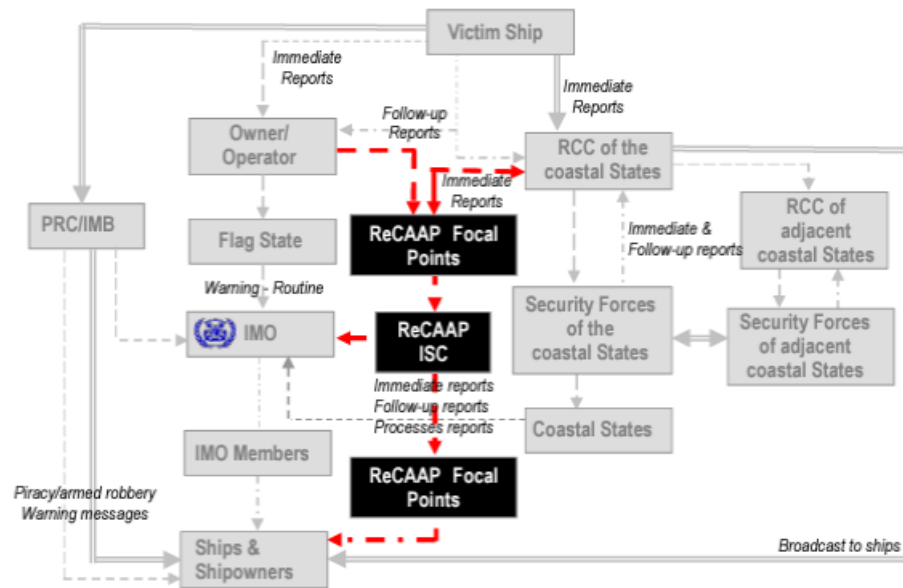 Victim Ship
Immediate
Reports
Immediate
Reports
Follow-up
Reports
Owner/
Operator
RCC of the
coastal States
Immediate
Reports
PRC/IMB
Flag State
ReCAAP Focal
Points
Immediate &
Follow-up reports
RCC of
adjacent
coastal States
Warning - Routine
IMO
ReCAAP
ISC
Security Forces
of the
coastal States
Security Forces
of adjacent
coastal States
Immediate reports
Follow-up reports
Processes reports
Coastal States
IMO Members
ReCAAP Focal
Points
Piracy/armed robbery
Warning messages
Ships &
Shipowners
Broadcast to ships